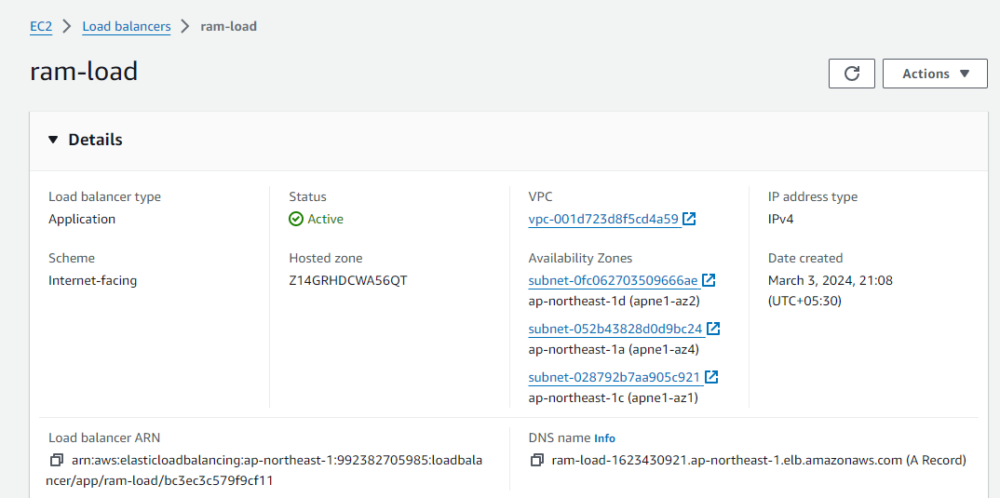 EC2 > Load balancers > ram-load
ram-load
Actions
Details
Load balancer type
Application
Status
Active
VPC
vpc-001d723d8f5cd4a59
IP address type
IPv4
Scheme
Internet-facing
Hosted zone
Z14GRHDCWA56QT
Availability Zones
subnet-0fc062703509666ae
ap-northeast-1d (apne1-az2)
subnet-052b43828d0d9bc24
ap-northeast-1a (apne1-az4)
subnet-028792b7aa905c921
ap-northeast-1c (apne1-az1)
Date created
March 3, 2024, 21:08
(UTC+05:30)
Load balancer ARN
arn:aws:elasticloadbalancing:ap-northeast-1:992382705985:loadbala
ncer/app/ram-load/bc3ec3c579f9cf11
DNS name Info
ram-load-1623430921.ap-northeast-1.elb.amazonaws.com (A Record)